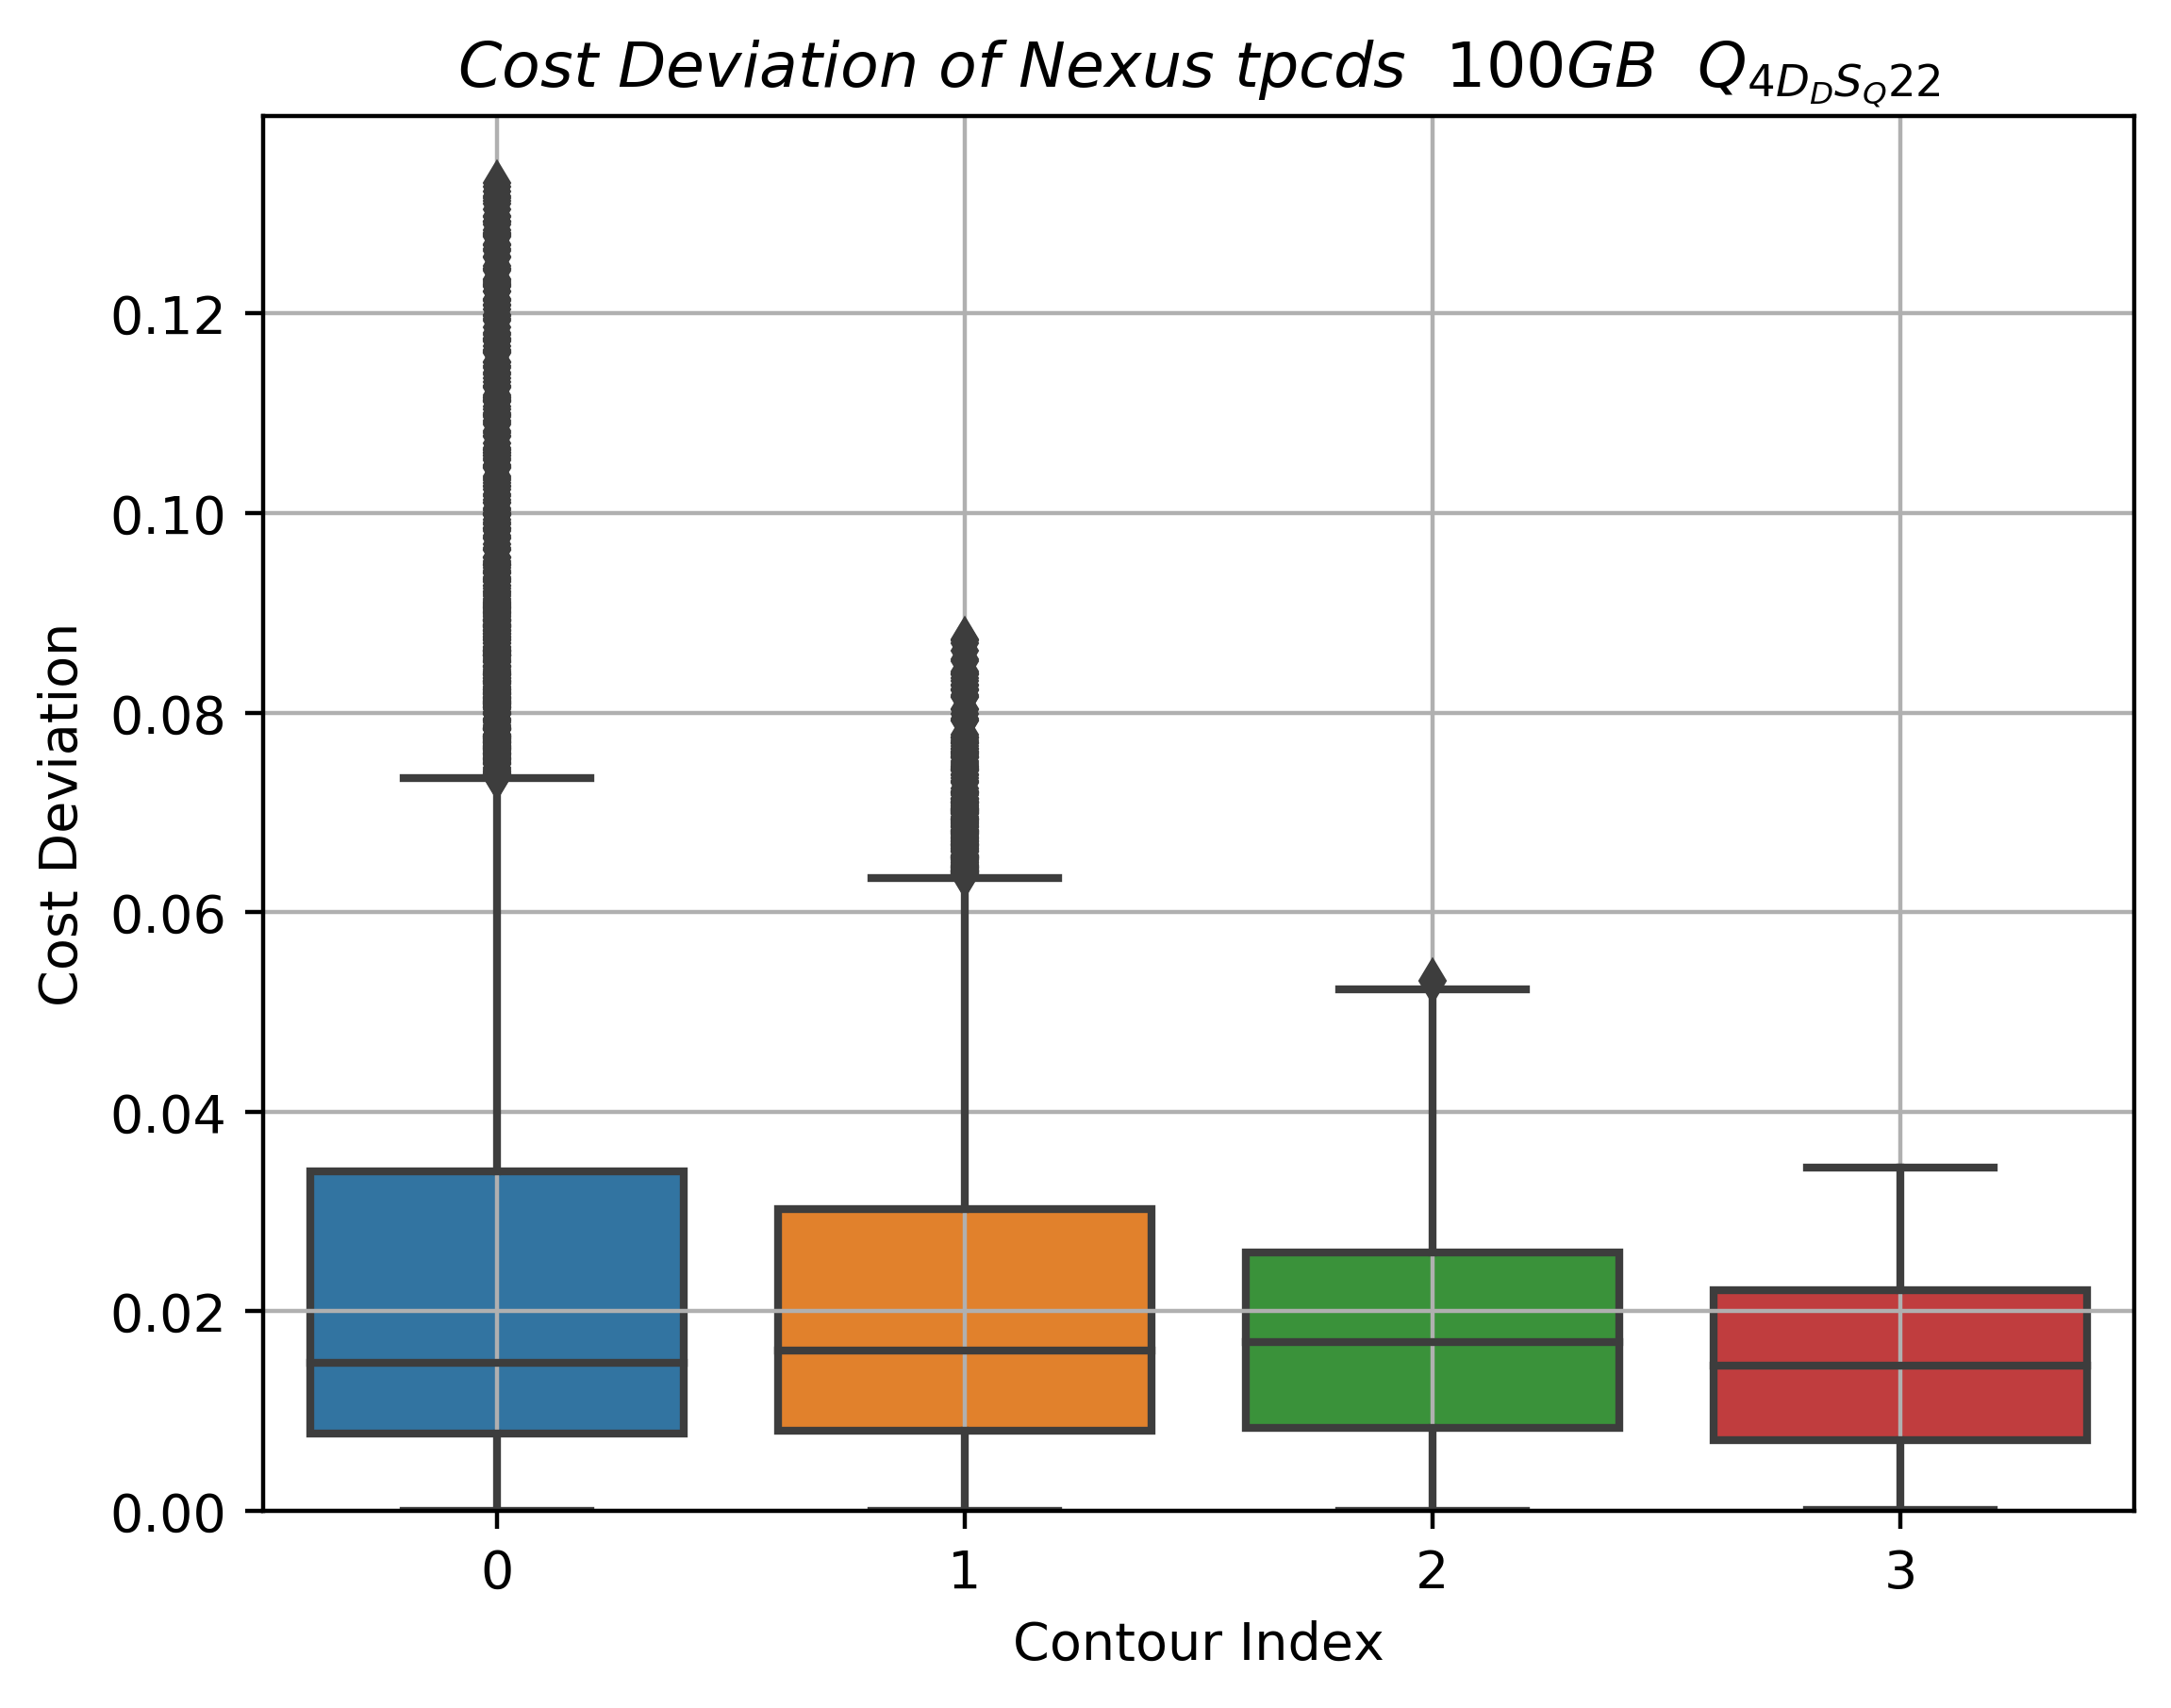 Cost Deviation of Nexus tpcds 100GB Q4DDSQ22
0.12
0.10
0.08
0.06
0.04
0.02
0.00
Cost Deviation
0 1 2 3
Contour Index